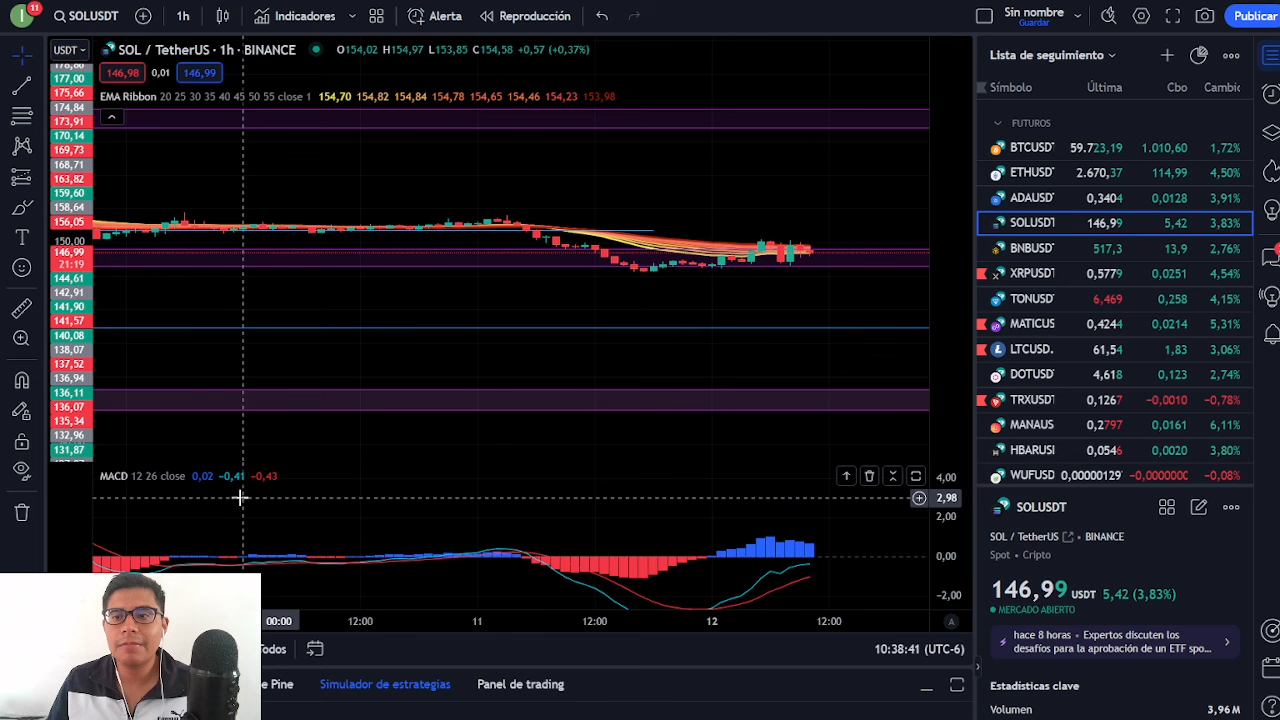 11
SOLUSDT
1h
Indicadores
Alerta
Reproducción
Sin nombre
Guardar
Publicar
USDT
SOL / TetherUS · 1h · BINANCE
O154,02 H154,97 L153,85 C154,58 +0,57 (+0,37%)
146,98 0,01 146,99
EMA Ribbon 20 25 30 35 40 45 50 55 close 1 154,70 154,82 154,84 154,78 154,65 154,46 154,23 153,98
178,80
177,00
175,66
174,84
173,91
170,14
169,73
168,71
163,82
159,60
158,64
156,05
150,00
146,99
21:19
144,61
142,91
141,90
141,57
140,08
138,07
137,52
136,94
136,11
136,07
135,34
132,96
131,87
MACD 12 26 close 0,02 −0,41 −0,43
4,00
2,98
2,00
0,00
−2,00
00:00 12:00 11 12:00 12 12:00
A
Todos
10:38:41 (UTC-6)
e Pine
Simulador de estrategias
Panel de trading
Lista de seguimiento
Símbolo Última Cbo Cambic
FUTUROS
BTCUSDT 59.723,19 1.010,60 1,72%
ETHUSDT 2.670,37 114,99 4,50%
ADAUSDT 0,3404 0,0128 3,91%
SOLUSDT 146,99 5,42 3,83%
BNBUSDT 517,3 13,9 2,76%
XRPUSDT 0,5779 0,0251 4,54%
TONUSDT 6,469 0,258 4,15%
MATICUS 0,4244 0,0214 5,31%
LTCUSD. 61,54 1,83 3,06%
DOTUSDT 4,618 0,123 2,74%
TRXUSDT 0,1267 −0,0010 −0,78%
MANAUS 0,2797 0,0161 6,11%
HBARUSI 0,0546 0,0020 3,80%
WUFUSD 0,00000129 −0,0000000 −0,08%
SOLUSDT
SOL / TetherUS BINANCE
Spot • Cripto
146,99 USDT 5,42 (3,83%)
MERCADO ABIERTO
hace 8 horas • Expertos discuten los
desafíos para la aprobación de un ETF spo...
Estadísticas clave
Volumen 3,96 M